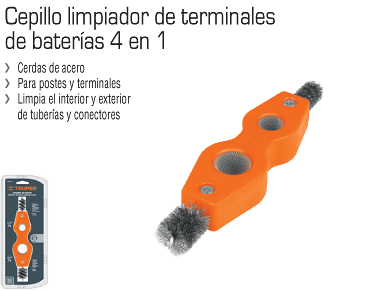 Cepillo limpiador de terminales
de baterías 4 en 1
› Cerdas de acero
› Para postes y terminales
› Limpia el interior y exterior
de tuberías y conectores
TRUPER